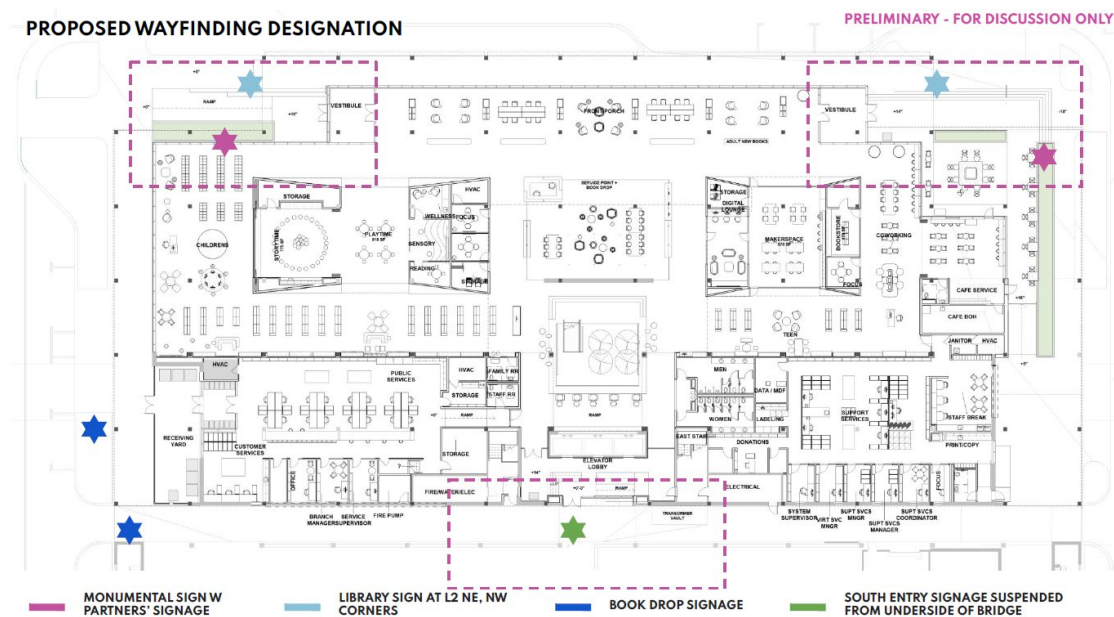 PROPOSED WAYFINDING DESIGNATION
PRELIMINARY - FOR DISCUSSION ONLY
+0"
RAMP
+0"
VESTIBULE
FRONT PORCH
VESTIBULE
ADULT NEW BOOKS
SERVICE POINT +
BOOK DROP
STORAGE
HVAC
WELLNESS
FOCUS
STORYTIME
PLAYTIME
CHILDRENS
SENSORY
READING
STORAGE
DIGITAL
LOUNGE
MAKERSPACE
BOOKSTORE
FOCUS
COWORKING
CAFE SERVICE
CAFE BOH
JANITOR
HVAC
TEEN
HVAC
PUBLIC
SERVICES
HVAC
FAMILY RR
STORAGE
STAFF RR
RAMP
RAMP
MEN
WOMEN
DATA / MDF
LABELING
SUPPORT
SERVICES
STAFF BREAK
PRINT/COPY
RECEIVING
YARD
CUSTOMER
SERVICES
STORAGE
ELEVATOR
LOBBY
EAST STAIR
DONATIONS
OFFICE
FIRE/WATER/ELEC
RAMP
ELECTRICAL
FOCUS
BRANCH
MANAGER
SERVICE
SUPERVISOR
FIRE PUMP
TRANSORMER
VAULT
SYSTEM
SUPERVISOR
VIRT SVC
MNGR
SUPT SVCS
MNGR
SUPT SVCS
MANAGER
SUPT SVCS
COORDINATOR
MONUMENTAL SIGN W
PARTNERS' SIGNAGE
LIBRARY SIGN AT L2 NE, NW
CORNERS
BOOK DROP SIGNAGE
SOUTH ENTRY SIGNAGE SUSPENDED
FROM UNDERSIDE OF BRIDGE